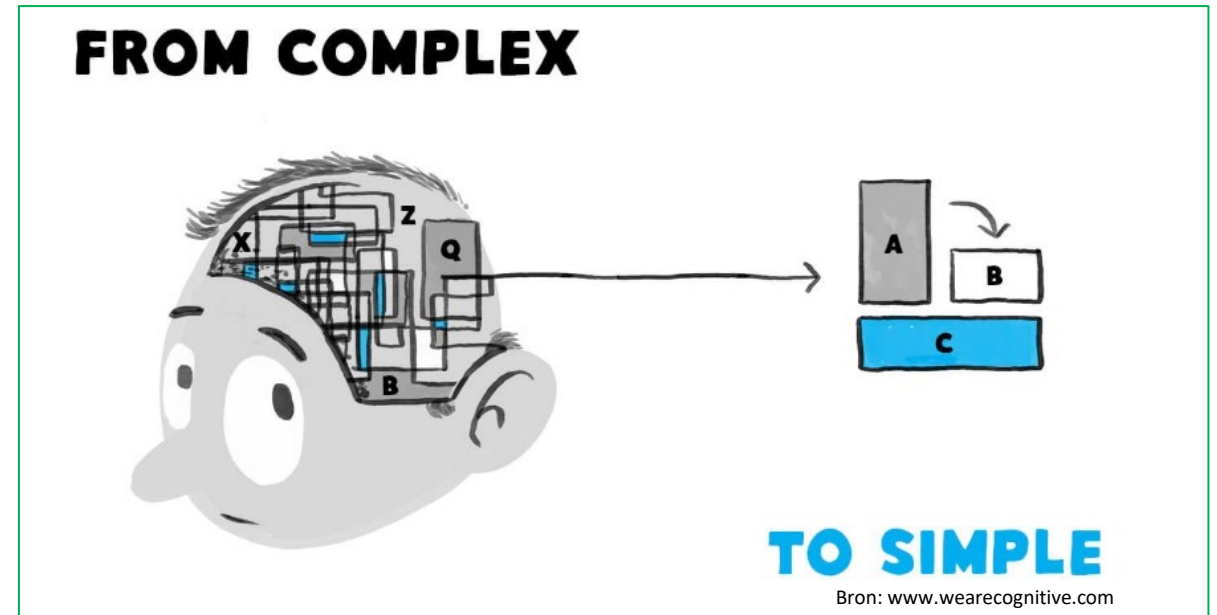 FROM COMPLEX
Z
X
Q
S
B
A
B
C
TO SIMPLE
Bron: www.wearecognitive.com